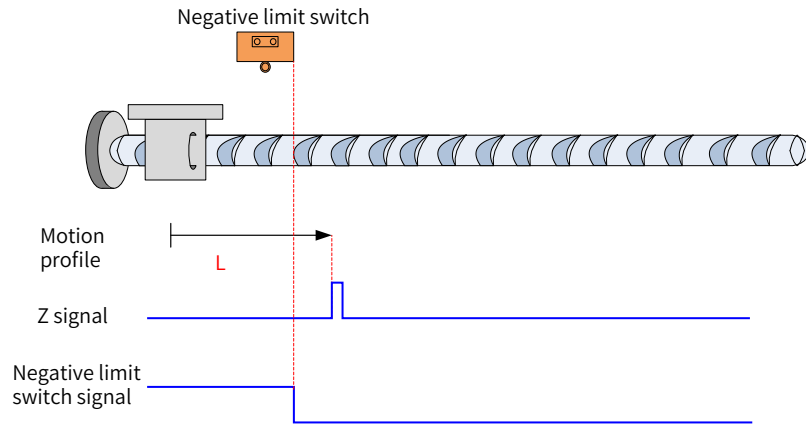 Negative limit switch
Motion
profile
L
Z signal
Negative limit
switch signal